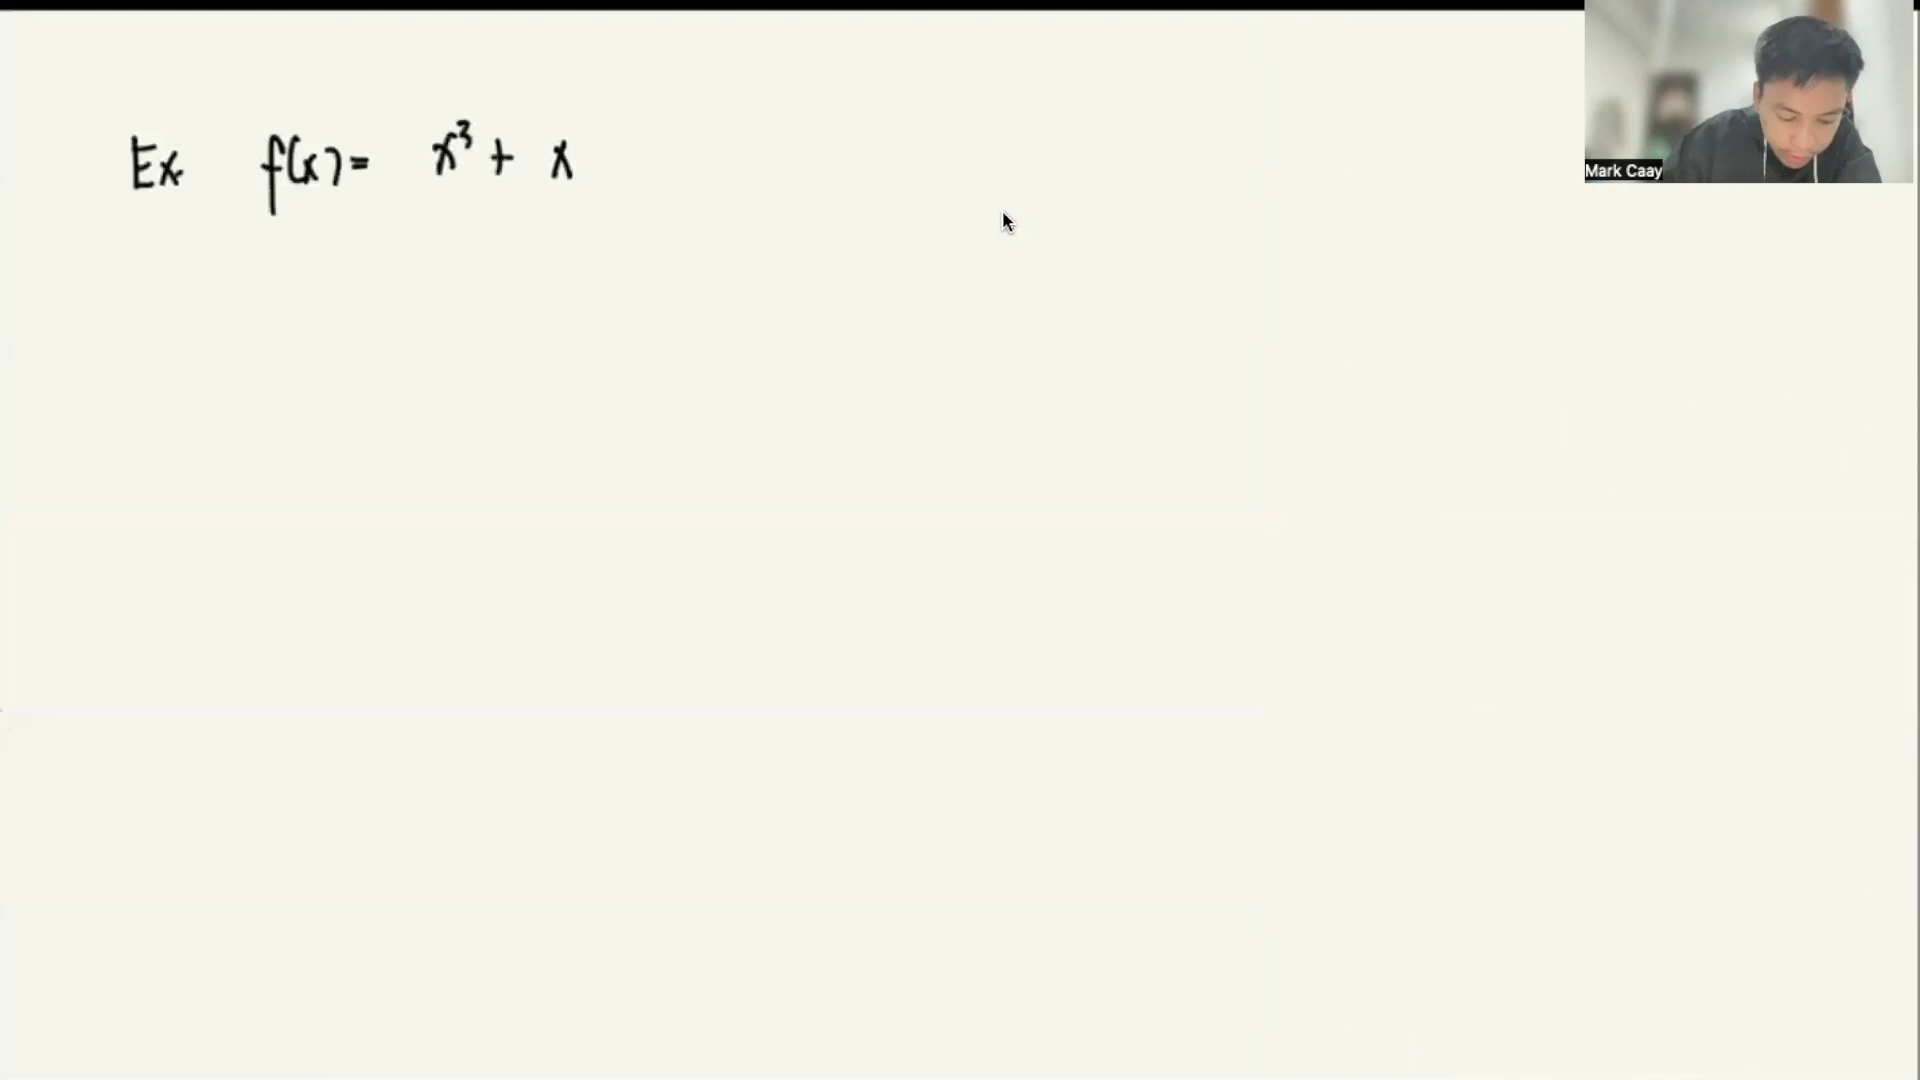 Ex. f(x) = x³ + x
Mark Caay